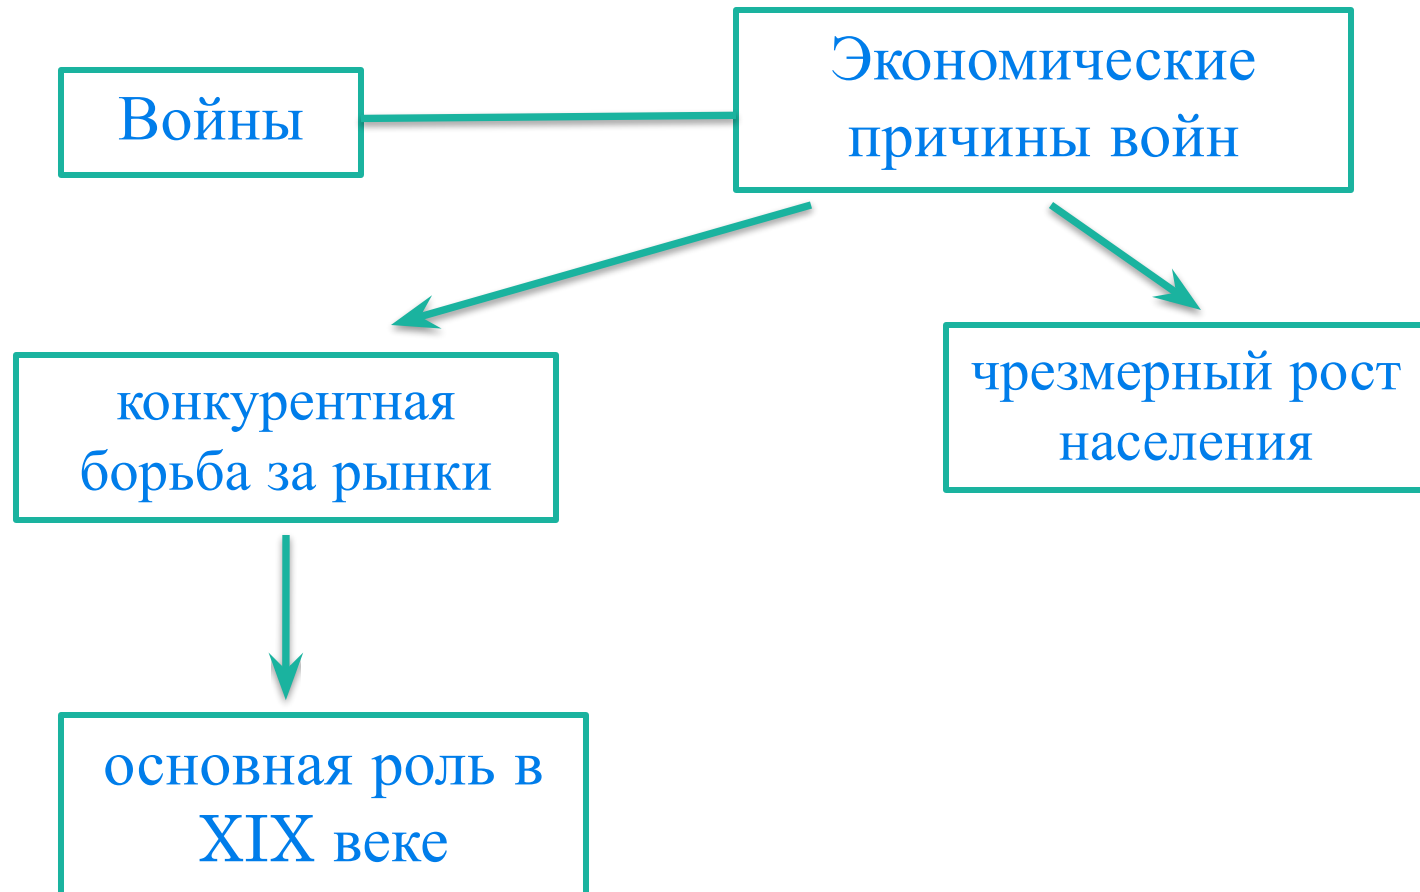 Войны
Экономические
причины войн
конкурентная
борьба за рынки
чрезмерный рост
населения
основная роль в
XIX веке